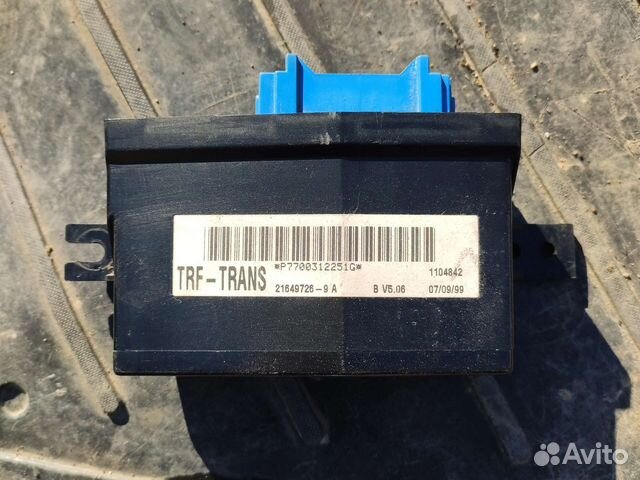 *P7700312251G*
1104842
TRF-TRANS
21649726-9 A
B V5.06
07/09/99
Avito